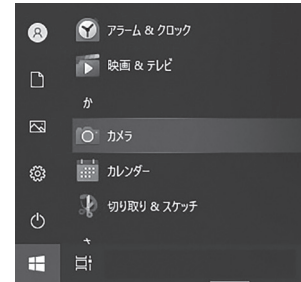 アラーム & クロック
映画 & テレビ
か
カメラ
カレンダー
切り取り & スケッチ
さ